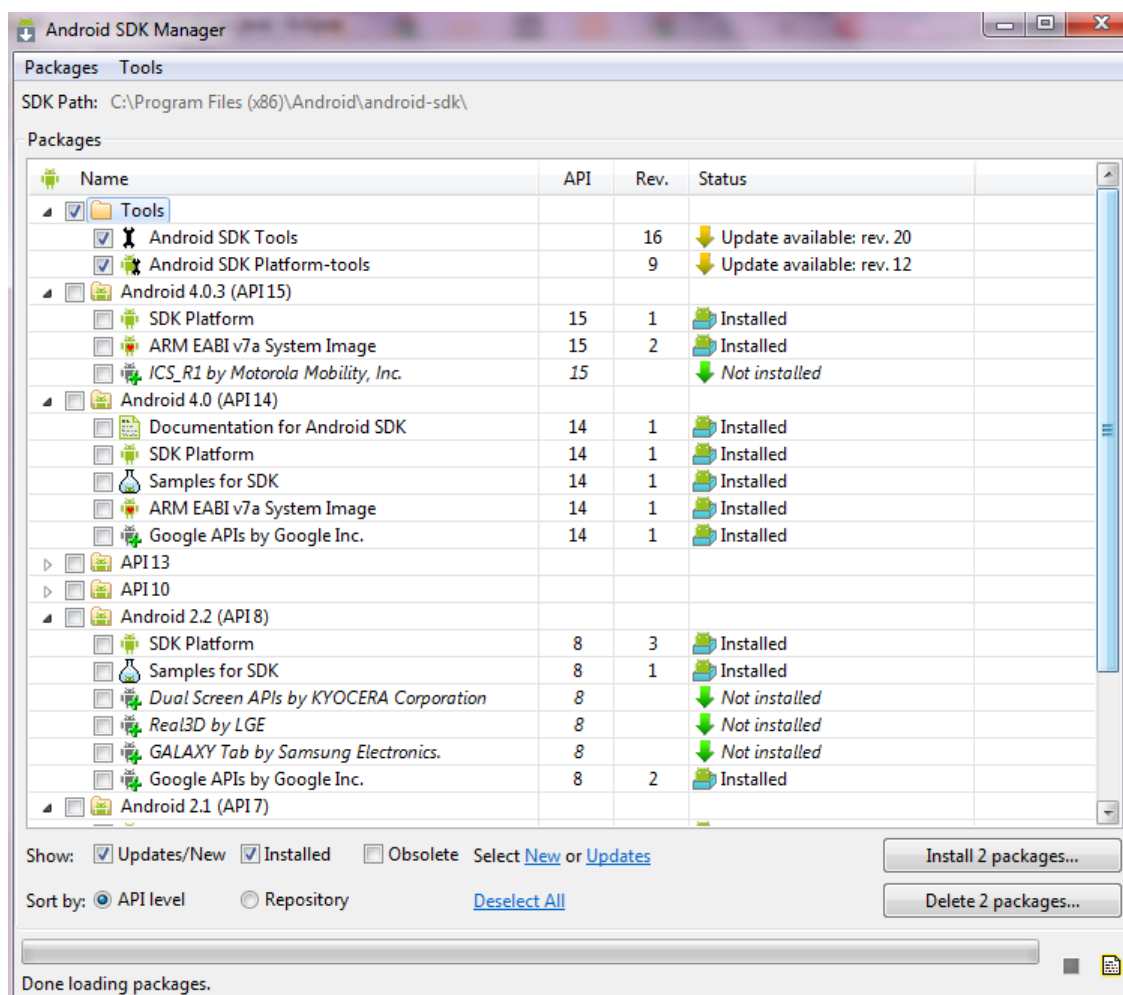 Android SDK Manager
Packages Tools
SDK Path: C:\Program Files (x86)\Android\android-sdk\
Packages
Name API Rev. Status
Tools
Android SDK Tools 16 Update available: rev. 20
Android SDK Platform-tools 9 Update available: rev. 12
Android 4.0.3 (API 15)
SDK Platform 15 1 Installed
ARM EABI v7a System Image 15 2 Installed
ICS_R1 by Motorola Mobility, Inc. 15 Not installed
Android 4.0 (API 14)
Documentation for Android SDK 14 1 Installed
SDK Platform 14 1 Installed
Samples for SDK 14 1 Installed
ARM EABI v7a System Image 14 1 Installed
Google APIs by Google Inc. 14 1 Installed
API 13
API 10
Android 2.2 (API 8)
SDK Platform 8 3 Installed
Samples for SDK 8 1 Installed
Dual Screen APIs by KYOCERA Corporation 8 Not installed
Real3D by LGE 8 Not installed
GALAXY Tab by Samsung Electronics. 8 Not installed
Google APIs by Google Inc. 8 2 Installed
Android 2.1 (API 7)
Show: Updates/New Installed Obsolete Select New or Updates Install 2 packages...
Sort by: API level Repository Deselect All Delete 2 packages...
Done loading packages.